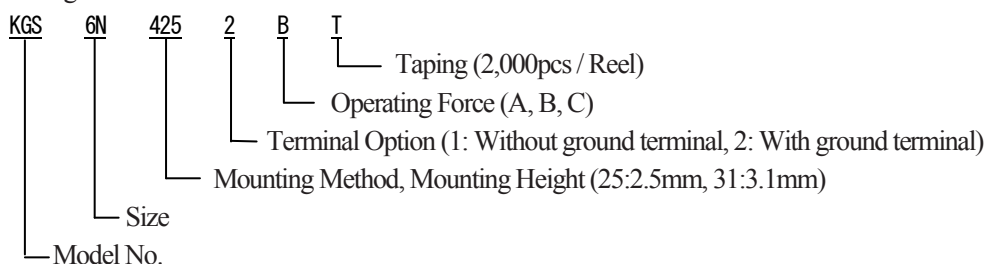 KGS 6N 425 2 B T
Taping (2,000pcs / Reel)
Operating Force (A, B, C)
Terminal Option (1: Without ground terminal, 2: With ground terminal)
Mounting Method, Mounting Height (25:2.5mm, 31:3.1mm)
Size
Model No.